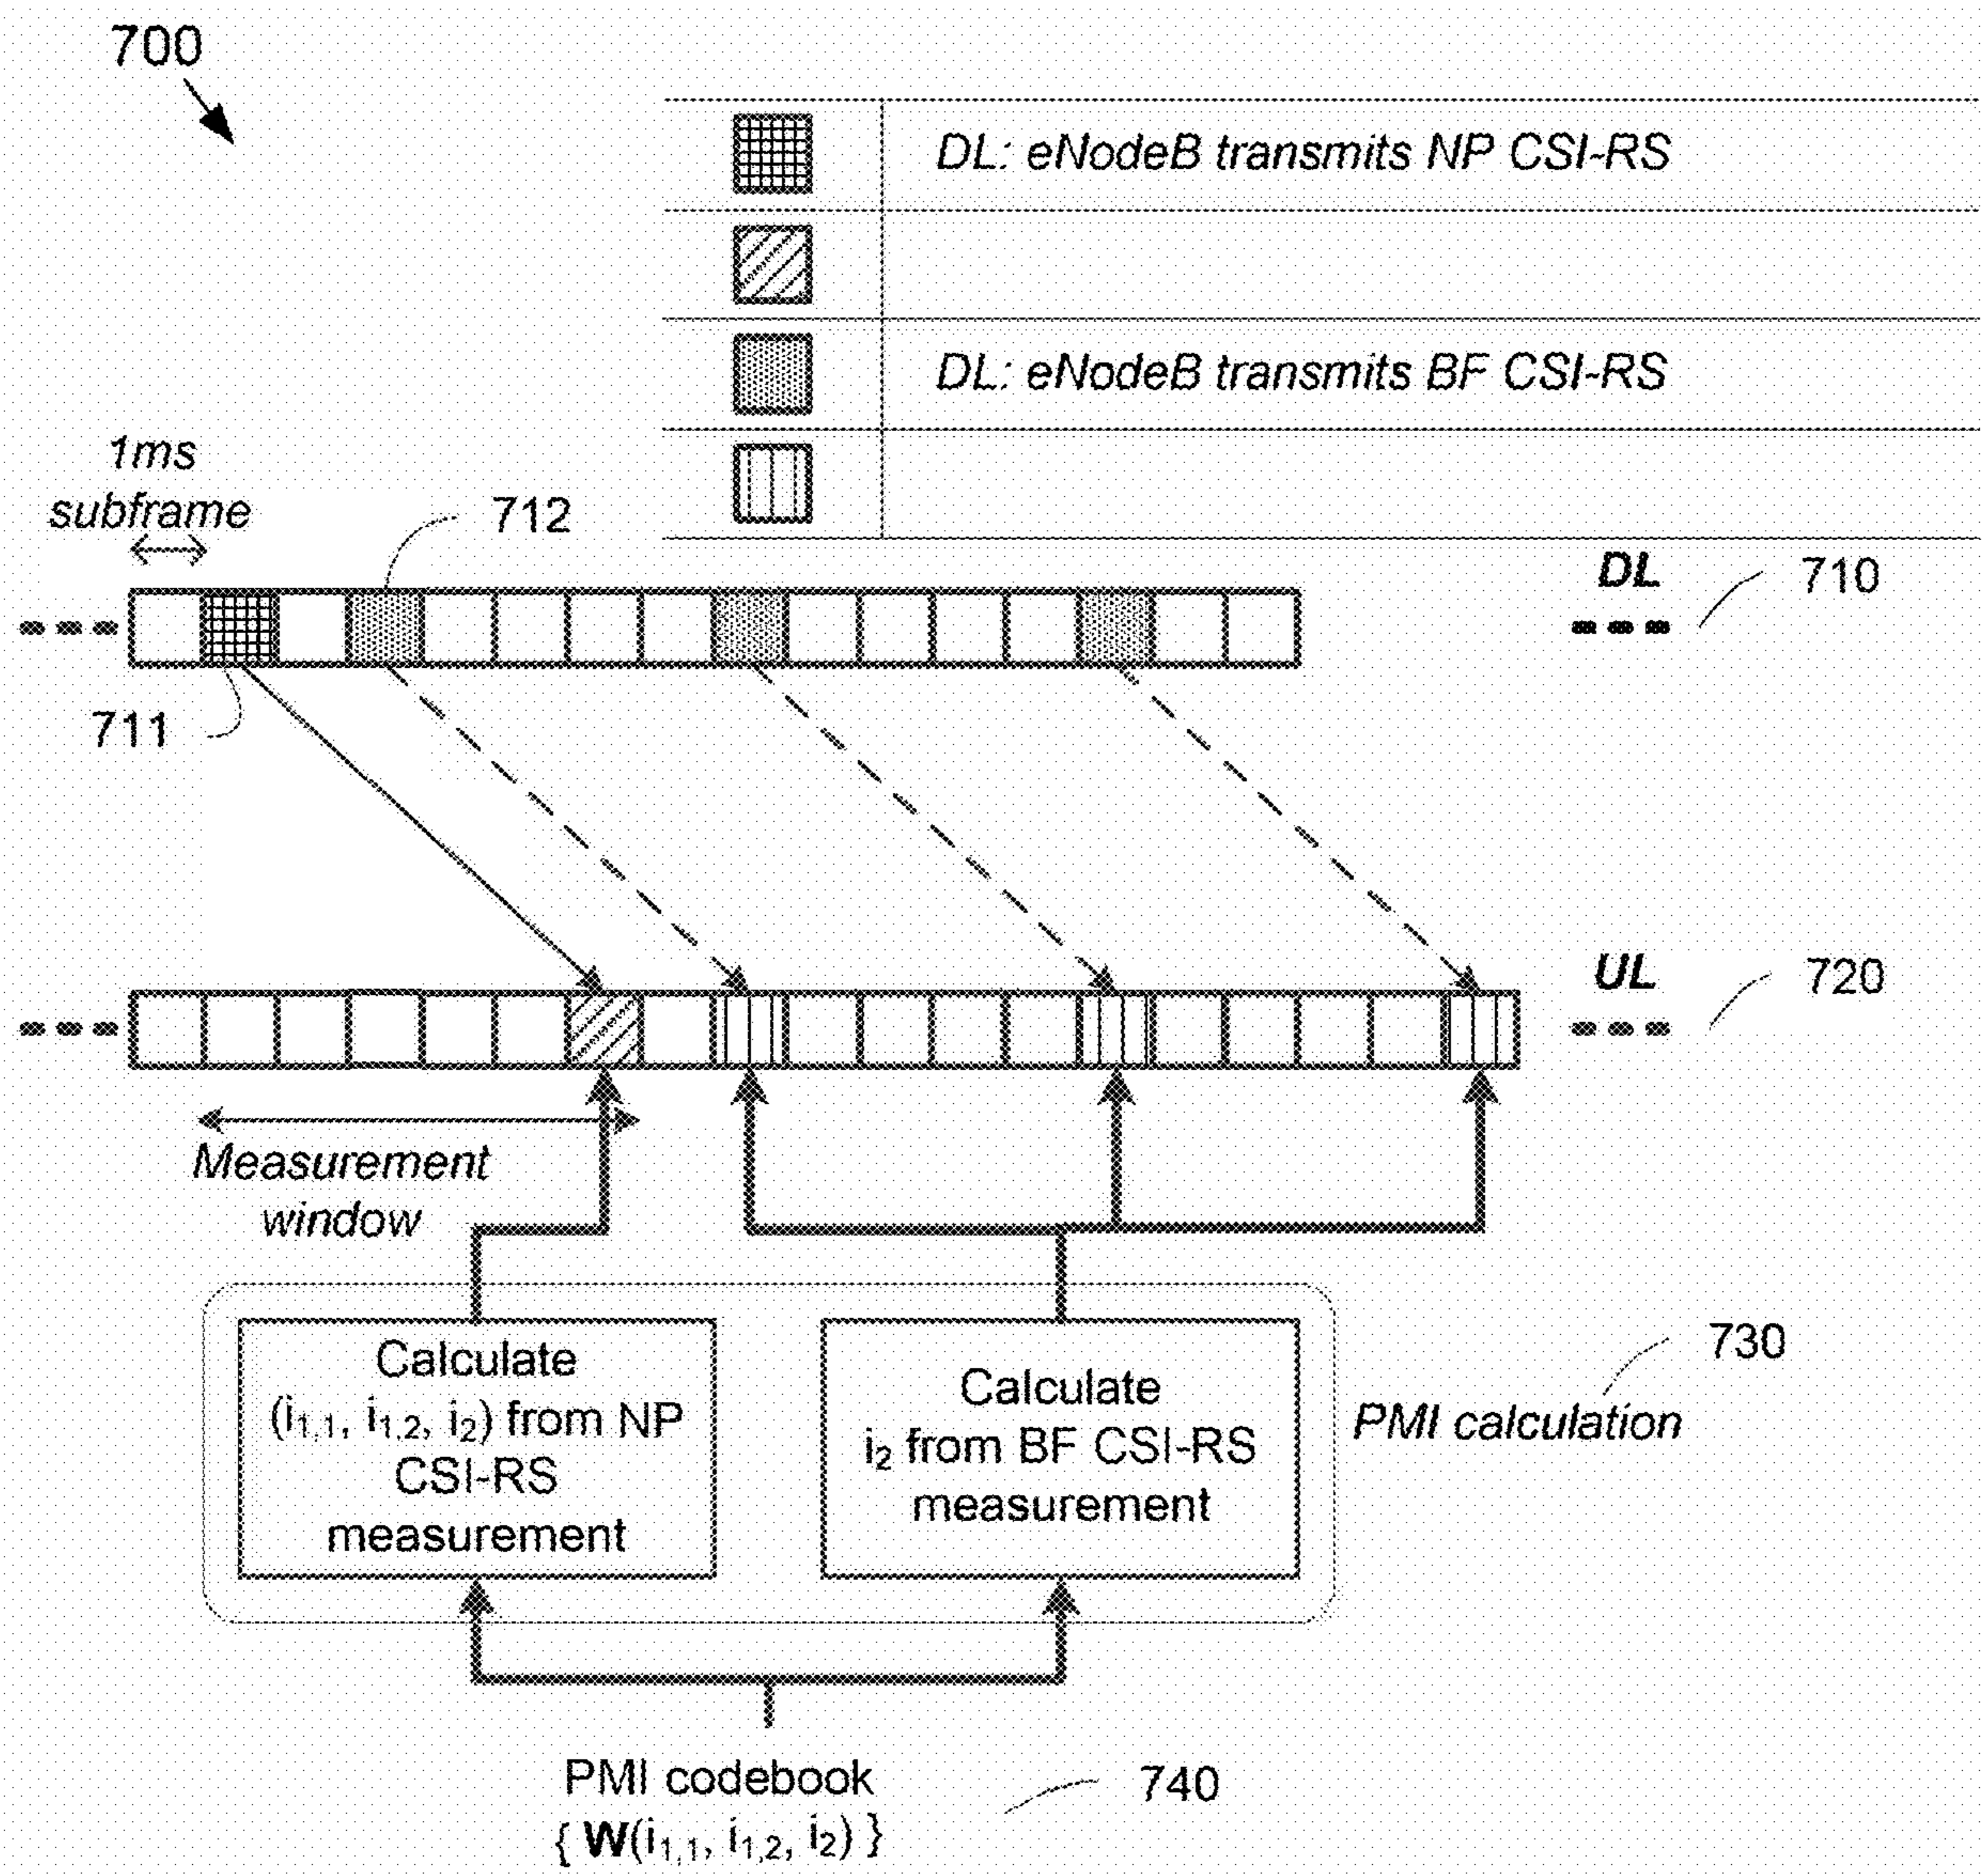 700
DL: eNodeB transmits NP CSI-RS
DL: eNodeB transmits BF CSI-RS
1ms
subframe
712
DL
710
711
UL
720
Measurement
window
Calculate
(i1,1, i1,2, i2) from NP
CSI-RS
measurement
Calculate
i2 from BF CSI-RS
measurement
730
PMI calculation
PMI codebook
{ W(i1,1, i1,2, i2) }
740